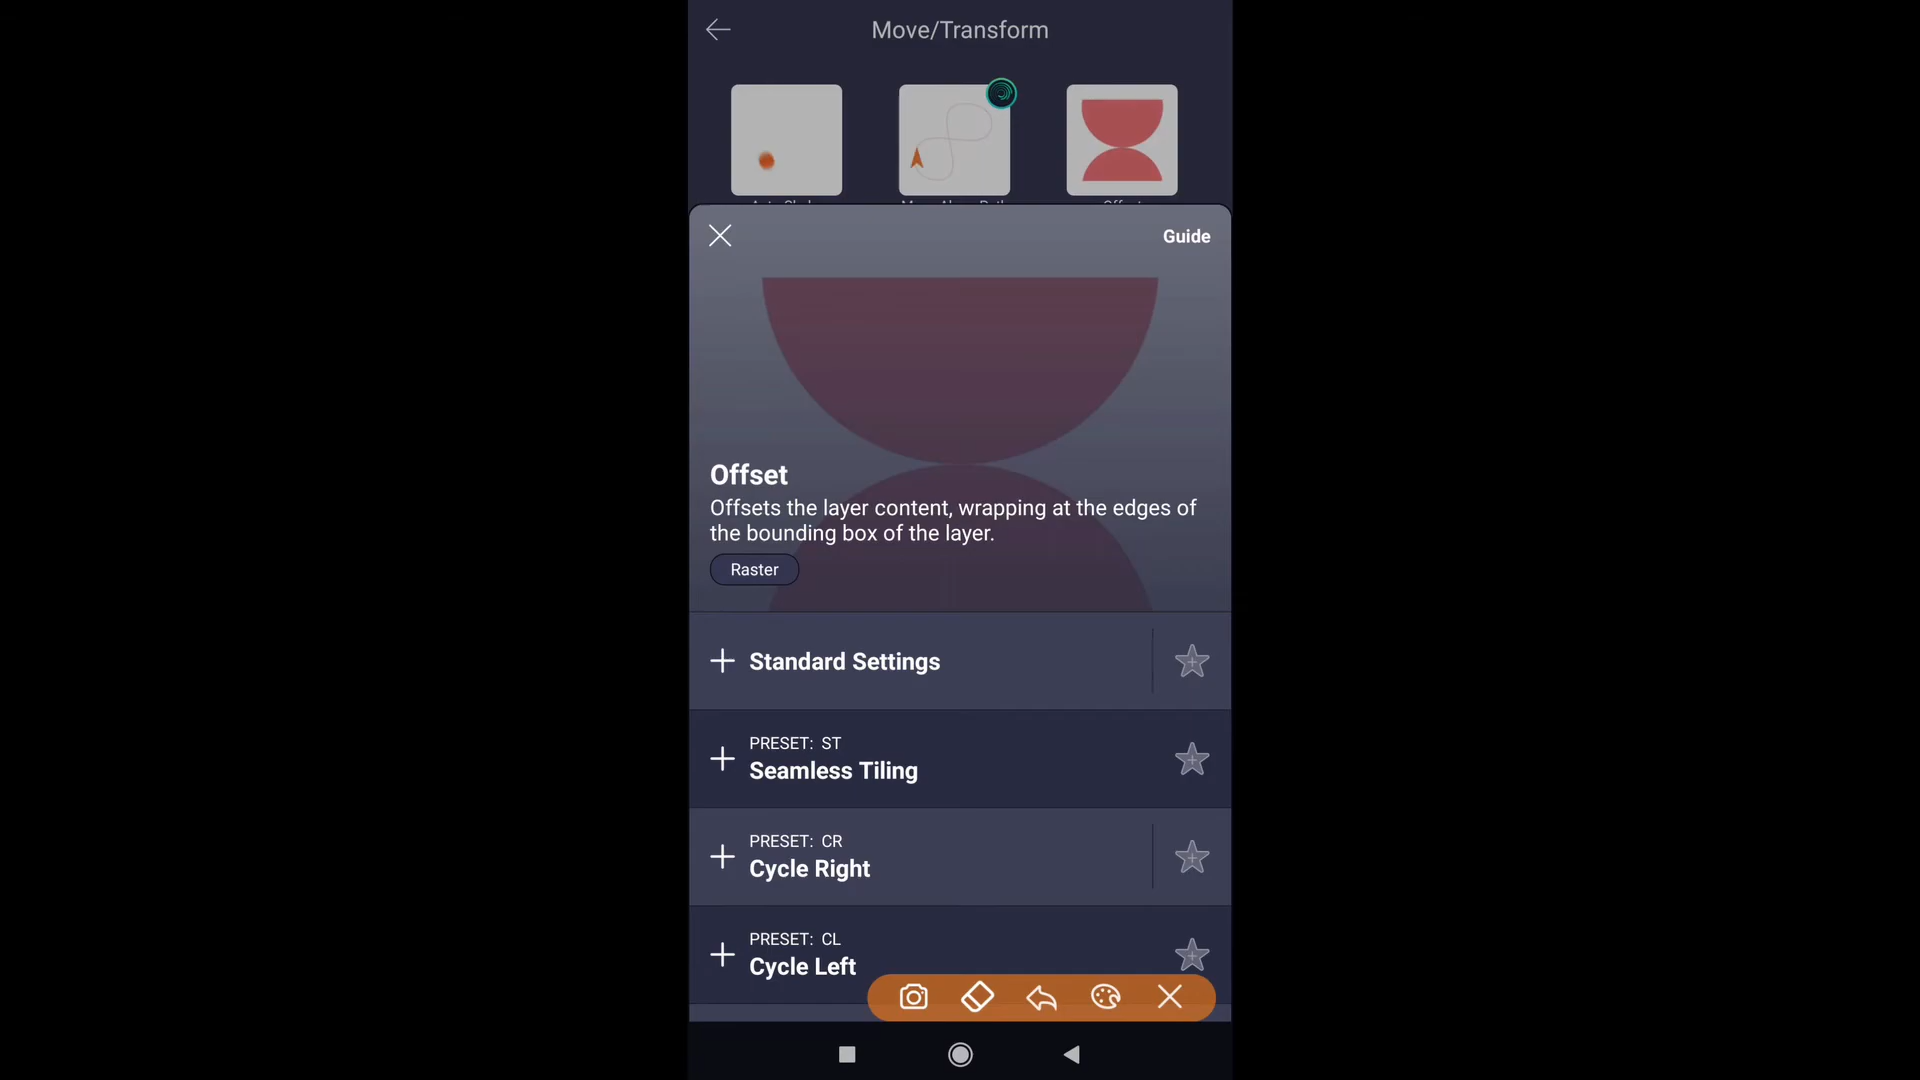 Move/Transform
Guide
Offset
Offsets the layer content, wrapping at the edges of
the bounding box of the layer.
Raster
Standard Settings
PRESET: ST
Seamless Tiling
PRESET: CR
Cycle Right
PRESET: CL
Cycle Left